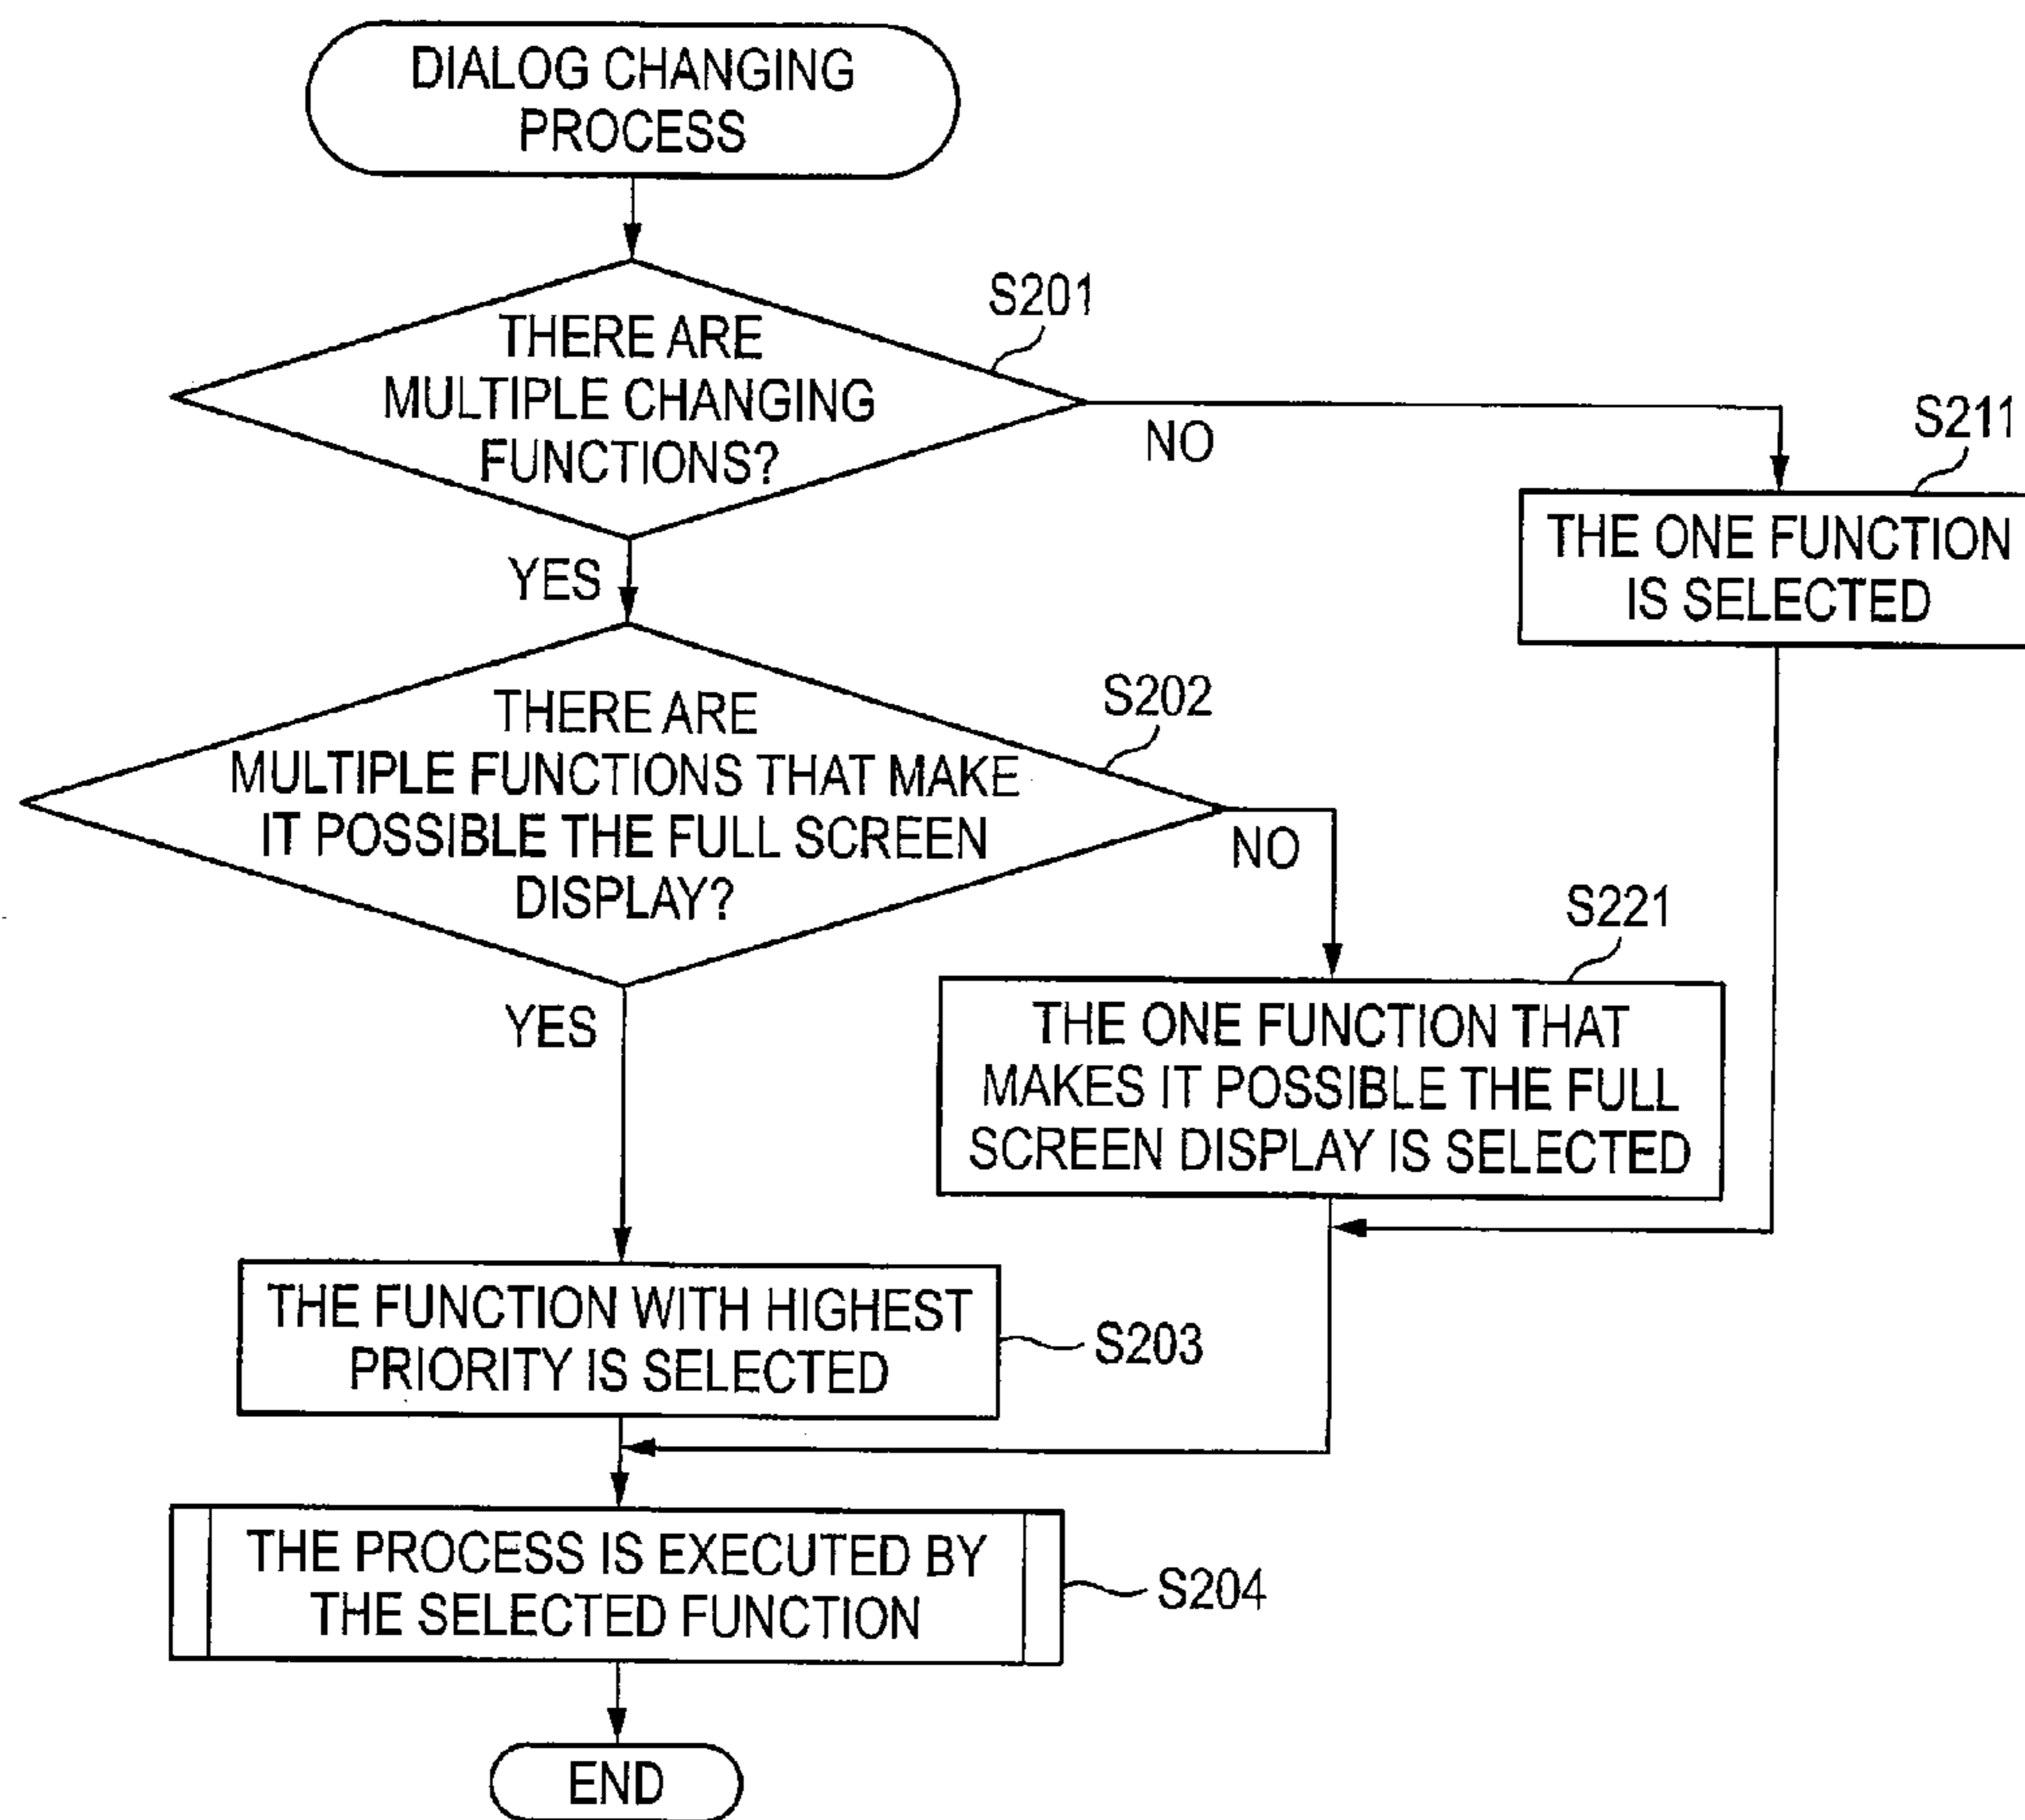 DIALOG CHANGING
PROCESS
S201
THERE ARE
MULTIPLE CHANGING
FUNCTIONS?
NO
S211
THE ONE FUNCTION
IS SELECTED
YES
S202
THERE ARE
MULTIPLE FUNCTIONS THAT MAKE
IT POSSIBLE THE FULL SCREEN
DISPLAY?
NO
S221
THE ONE FUNCTION THAT
MAKES IT POSSIBLE THE FULL
SCREEN DISPLAY IS SELECTED
YES
THE FUNCTION WITH HIGHEST
PRIORITY IS SELECTED
S203
THE PROCESS IS EXECUTED BY
THE SELECTED FUNCTION
S204
END